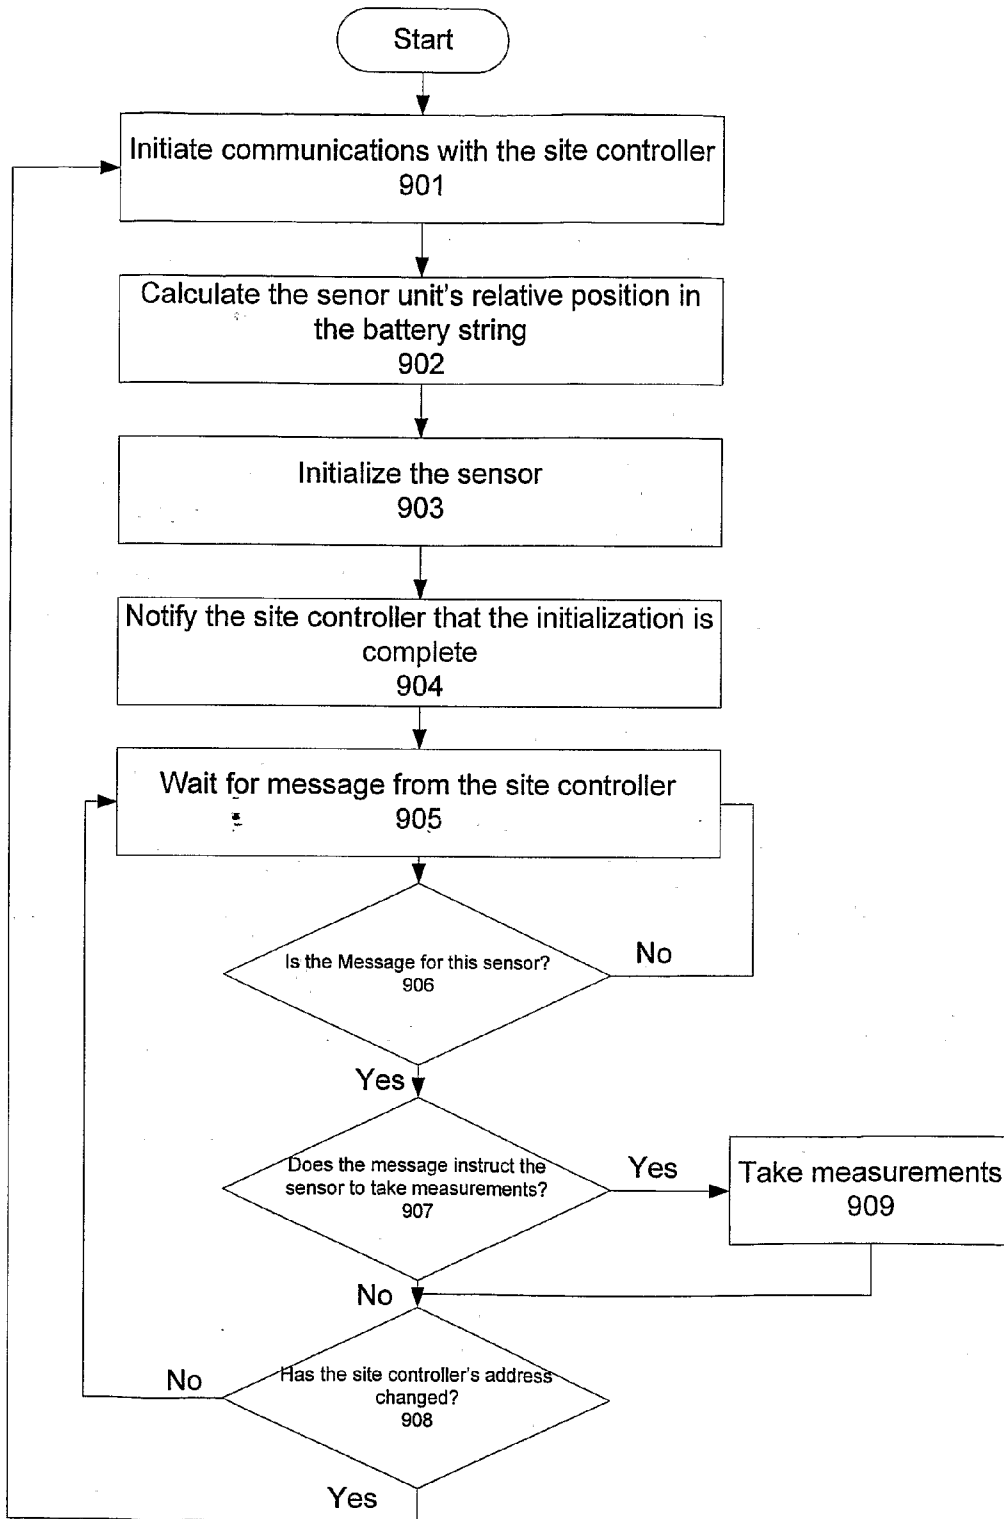 Start
Initiate communications with the site controller
901
Calculate the senor unit's relative position in
the battery string
902
Initialize the sensor
903
Notify the site controller that the initialization is
complete
904
Wait for message from the site controller
905
Is the Message for this sensor?
906
No
Yes
Does the message instruct the
sensor to take measurements?
907
Yes
Take measurements
909
No
Has the site controller's address
changed?
908
No
Yes